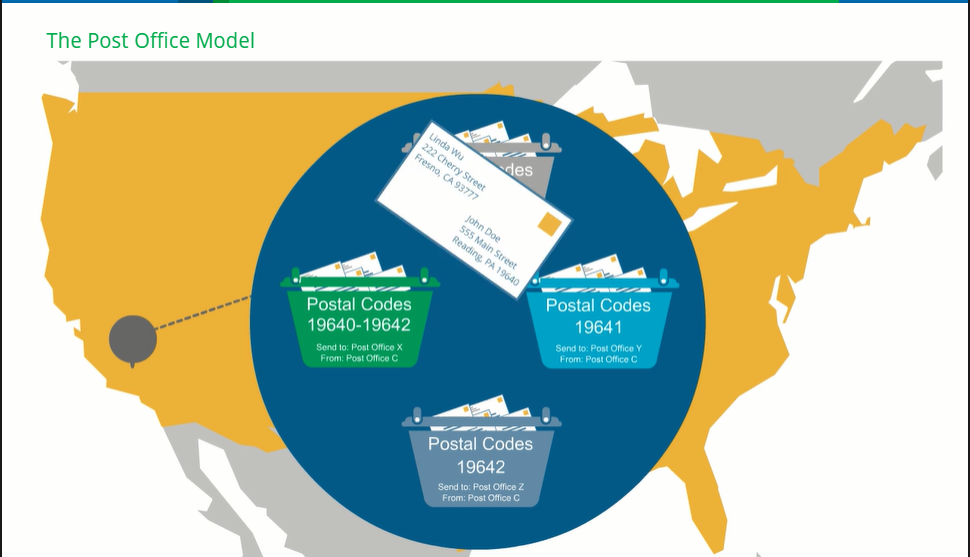 The Post Office Model
Linda Wu
222 Cherry Street
Fresno, CA 93777
John Doe
555 Main Street
Reading, PA 19640
Postal Codes
19640-19642
Send to: Post Office X
From: Post Office C
Postal Codes
19641
Send to: Post Office Y
From: Post Office C
Postal Codes
19642
Send to: Post Office Z
From: Post Office C